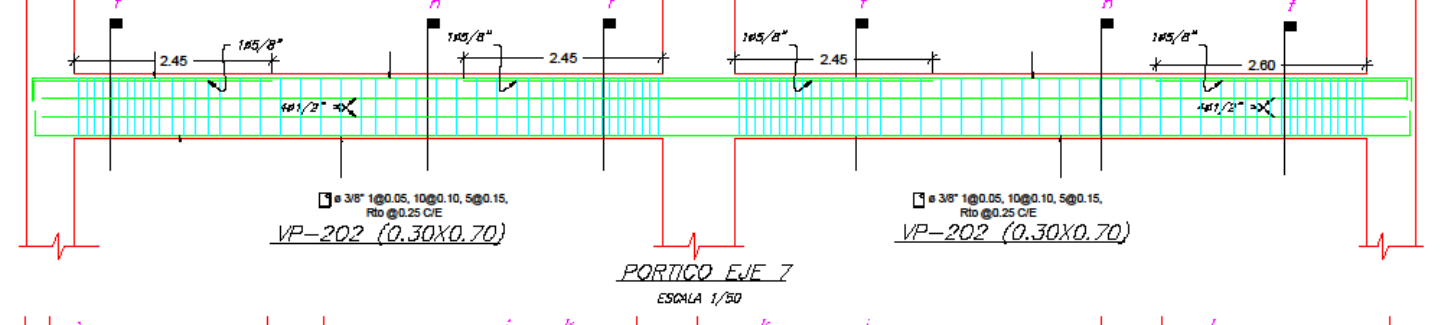 1ø5/8"
1ø5/8"
1ø5/8"
1ø5/8"
2.45
2.45
2.45
2.60
4ø1/2"
4ø1/2"
ø 3/8" 1@0.05, 10@0.10, 5@0.15,
Rto @0.25 C/E
VP-202 (0.30X0.70)
ø 3/8" 1@0.05, 10@0.10, 5@0.15,
Rto @0.25 C/E
VP-202 (0.30X0.70)
PORTICO EJE 7
ESCALA 1/50